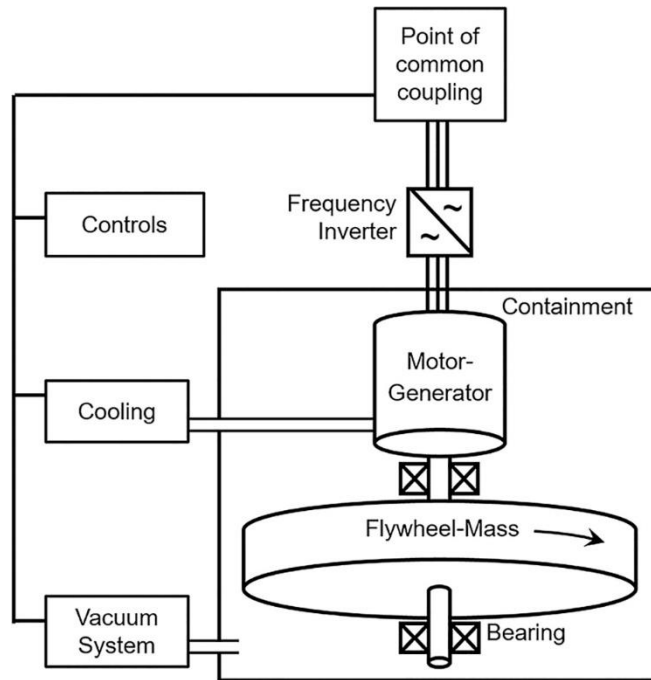 Point of
common
coupling
Frequency
Inverter
Controls
Containment
Motor-
Generator
Cooling
Flywheel-Mass
Vacuum
System
Bearing